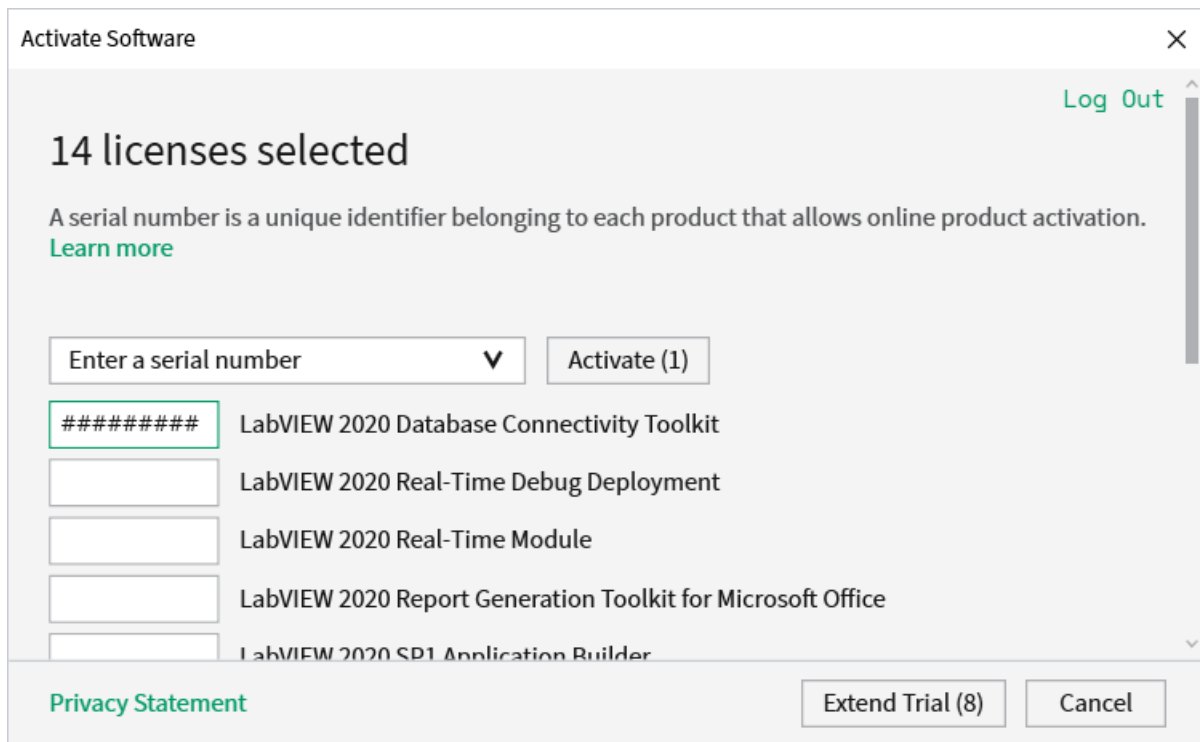 Activate Software
Log Out
14 licenses selected
A serial number is a unique identifier belonging to each product that allows online product activation.
Learn more
Enter a serial number
Activate (1)
######### LabVIEW 2020 Database Connectivity Toolkit
LabVIEW 2020 Real-Time Debug Deployment
LabVIEW 2020 Real-Time Module
LabVIEW 2020 Report Generation Toolkit for Microsoft Office
LabVIEW 2020 SP1 Application Builder
Privacy Statement
Extend Trial (8)
Cancel